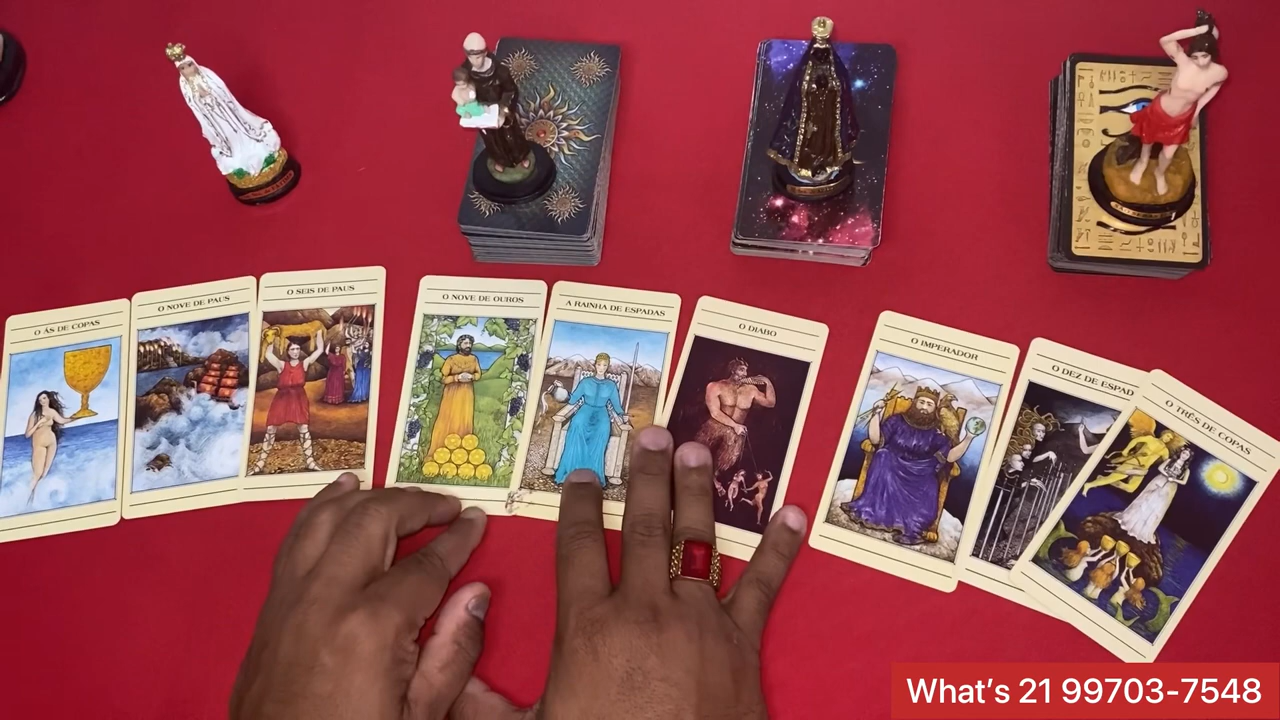 O ÁS DE COPAS
O NOVE DE PAUS
O SEIS DE PAUS
O NOVE DE OUROS
A RAINHA DE ESPADAS
O DIABO
O IMPERADOR
O DEZ DE ESPAD
O TRÊS DE COPAS
What's 21 99703-7548